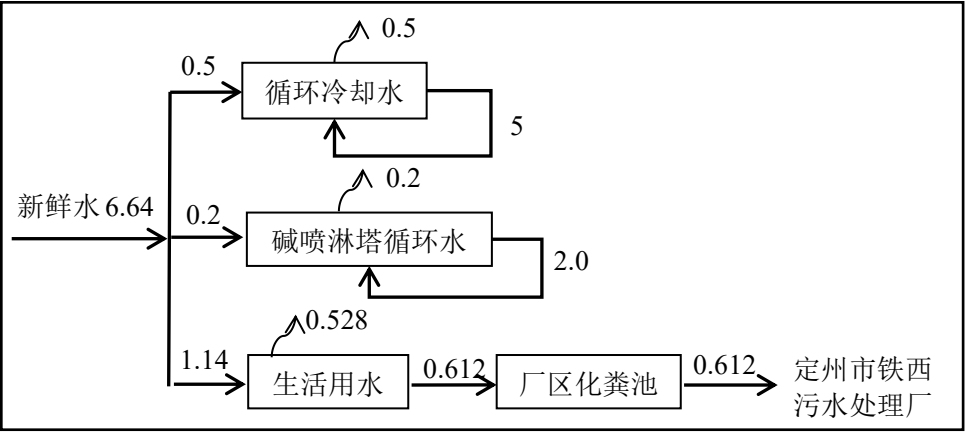 0.5
0.5
循环冷却水
5
新鲜水 6.64
0.2
0.2
碱喷淋塔循环水
2.0
0.528
1.14
生活用水
0.612
厂区化粪池
0.612
定州市铁西
污水处理厂